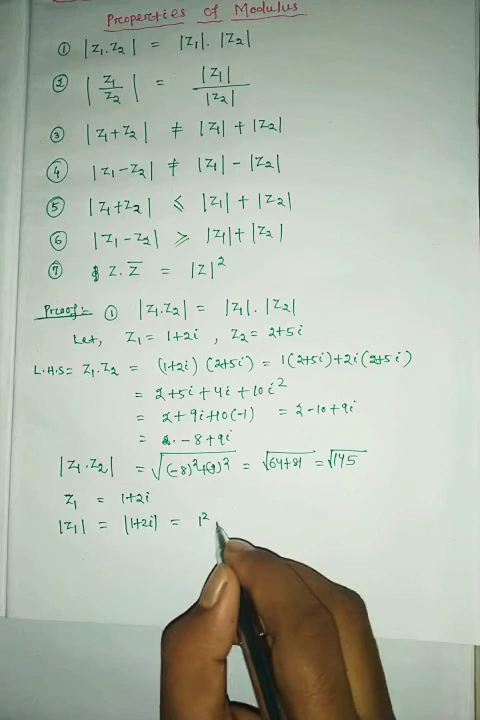 Properties of Modulus
① |z₁.z₂| = |z₁|.|z₂|
② |z₁/z₂| = |z₁|/|z₂|
③ |z₁+z₂| ≠ |z₁|+|z₂|
④ |z₁-z₂| ≠ |z₁|-|z₂|
⑤ |z₁+z₂| ⩽ |z₁|+|z₂|
⑥ |z₁-z₂| ⩾ |z₁|+|z₂|
⑦ z.z̅ = |z|²
Proof:- ① |z₁.z₂| = |z₁|.|z₂|
Let, z₁= 1+2i , z₂= 2+5i
L.H.S= z₁.z₂ = (1+2i) (2+5i) = 1(2+5i)+2i(2+5i)
= 2+5i+4i+10i²
= 2+9i+10(-1) = 2-10+9i
= -8+9i
|z₁.z₂| = √(-8)²+(9)² = √64+81 = √145
z₁ = 1+2i
|z₁| = |1+2i| = 1²